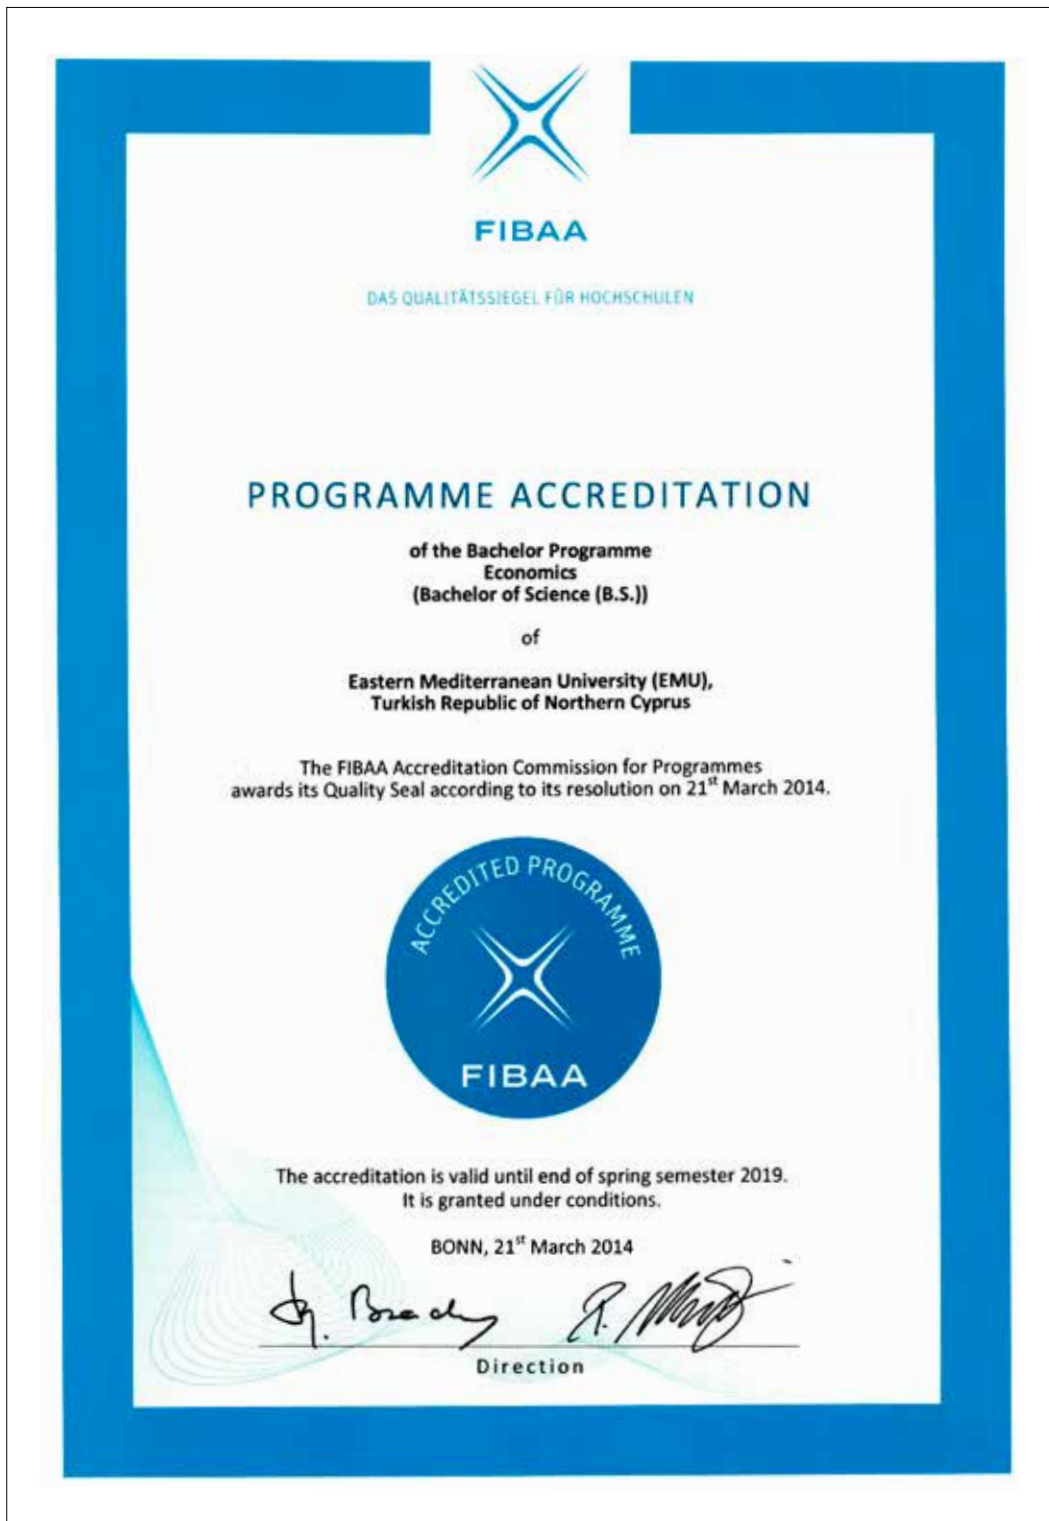 FIBAA
DAS QUALITÄTSSIEGEL FÜR HOCHSCHULEN
PROGRAMME ACCREDITATION
of the Bachelor Programme
Economics
(Bachelor of Science (B.S.))
of
Eastern Mediterranean University (EMU),
Turkish Republic of Northern Cyprus
The FIBAA Accreditation Commission for Programmes
awards its Quality Seal according to its resolution on 21st March 2014.
ACCREDITED PROGRAMME
FIBAA
The accreditation is valid until end of spring semester 2019.
It is granted under conditions.
BONN, 21st March 2014
Direction